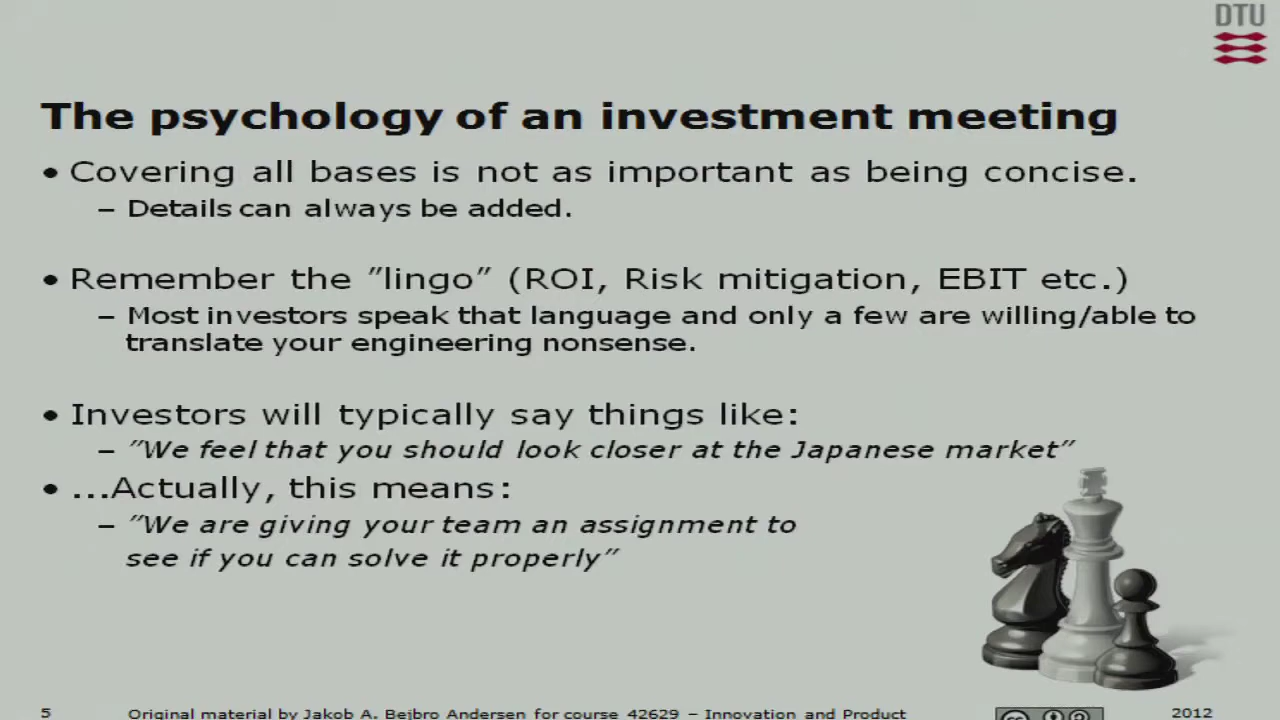 DTU
The psychology of an investment meeting
• Covering all bases is not as important as being concise.
– Details can always be added.
• Remember the ”lingo” (ROI, Risk mitigation, EBIT etc.)
– Most investors speak that language and only a few are willing/able to
translate your engineering nonsense.
• Investors will typically say things like:
– ”We feel that you should look closer at the Japanese market”
• ...Actually, this means:
– ”We are giving your team an assignment to
see if you can solve it properly”
5 Original material by Jakob A. Bejbro Andersen for course 42629 – Innovation and Product 2012